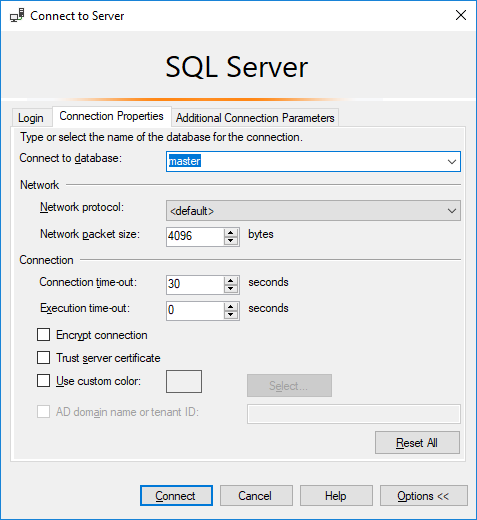 Connect to Server
SQL Server
Login Connection Properties Additional Connection Parameters
Type or select the name of the database for the connection.
Connect to database: master
Network
Network protocol: <default>
Network packet size: 4096 bytes
Connection
Connection time-out: 30 seconds
Execution time-out: 0 seconds
Encrypt connection
Trust server certificate
Use custom color: Select...
AD domain name or tenant ID:
Reset All
Connect Cancel Help Options <<